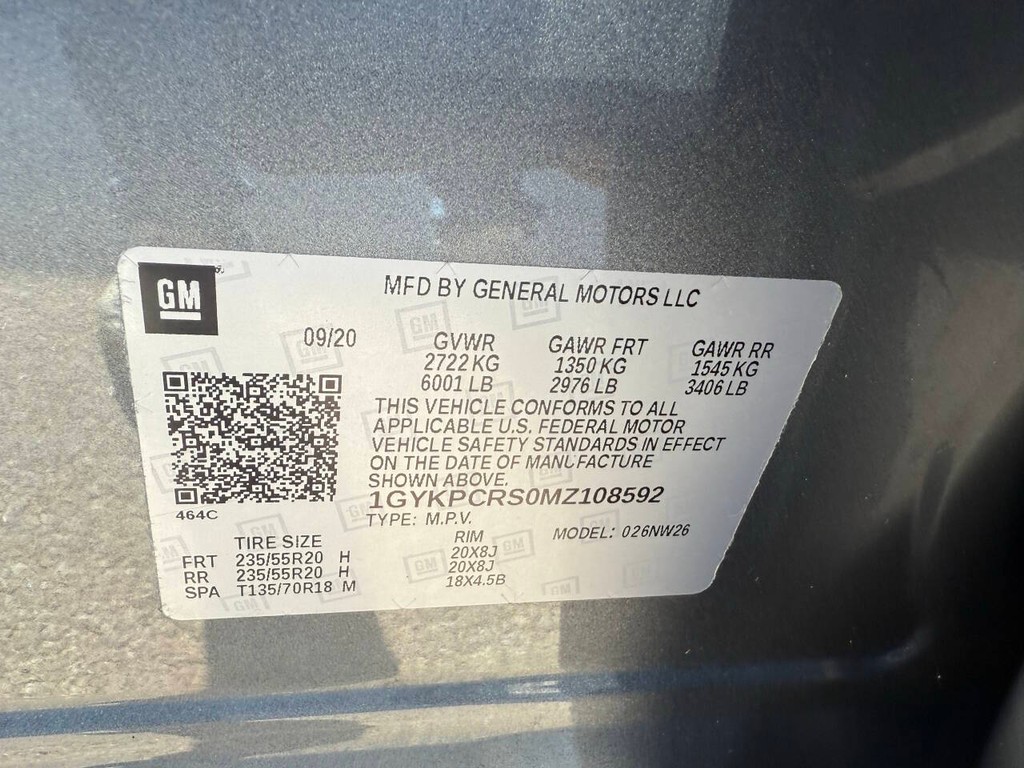 GM
MFD BY GENERAL MOTORS LLC
09/20
GVWR GAWR FRT GAWR RR
2722 KG 1350 KG 1545 KG
6001 LB 2976 LB 3406 LB
THIS VEHICLE CONFORMS TO ALL
APPLICABLE U.S. FEDERAL MOTOR
VEHICLE SAFETY STANDARDS IN EFFECT
ON THE DATE OF MANUFACTURE
SHOWN ABOVE.
1GYKPCRS0MZ108592
464C
TYPE: M.P.V.
MODEL: 026NW26
TIRE SIZE RIM
FRT 235/55R20 H 20X8J
RR 235/55R20 H 20X8J
SPA T135/70R18 M 18X4.5B